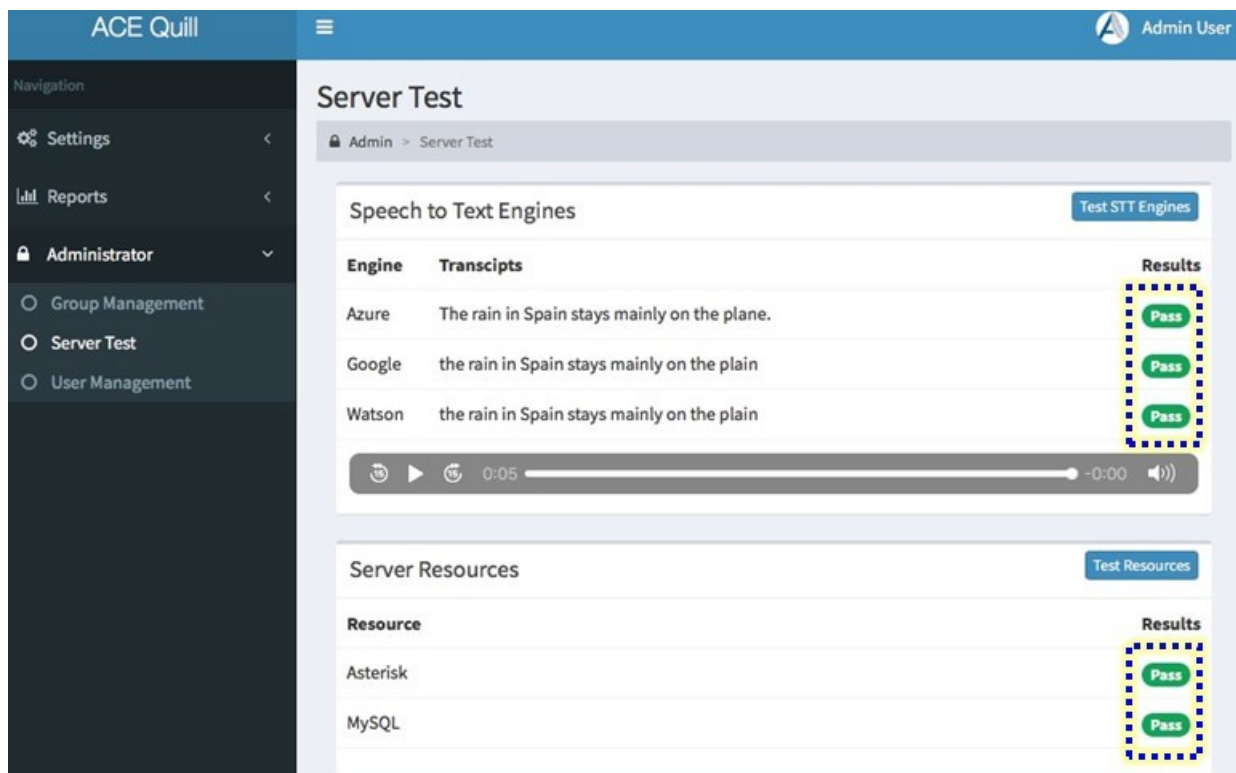 ACE Quill
Admin User
Navigation
Settings
Reports
Administrator
Group Management
Server Test
User Management
Server Test
Admin > Server Test
Speech to Text Engines
Test STT Engines
Engine Transcipts Results
Azure The rain in Spain stays mainly on the plane. Pass
Google the rain in Spain stays mainly on the plain Pass
Watson the rain in Spain stays mainly on the plain Pass
15 15 0:05 -0:00
Server Resources
Test Resources
Resource Results
Asterisk Pass
MySQL Pass